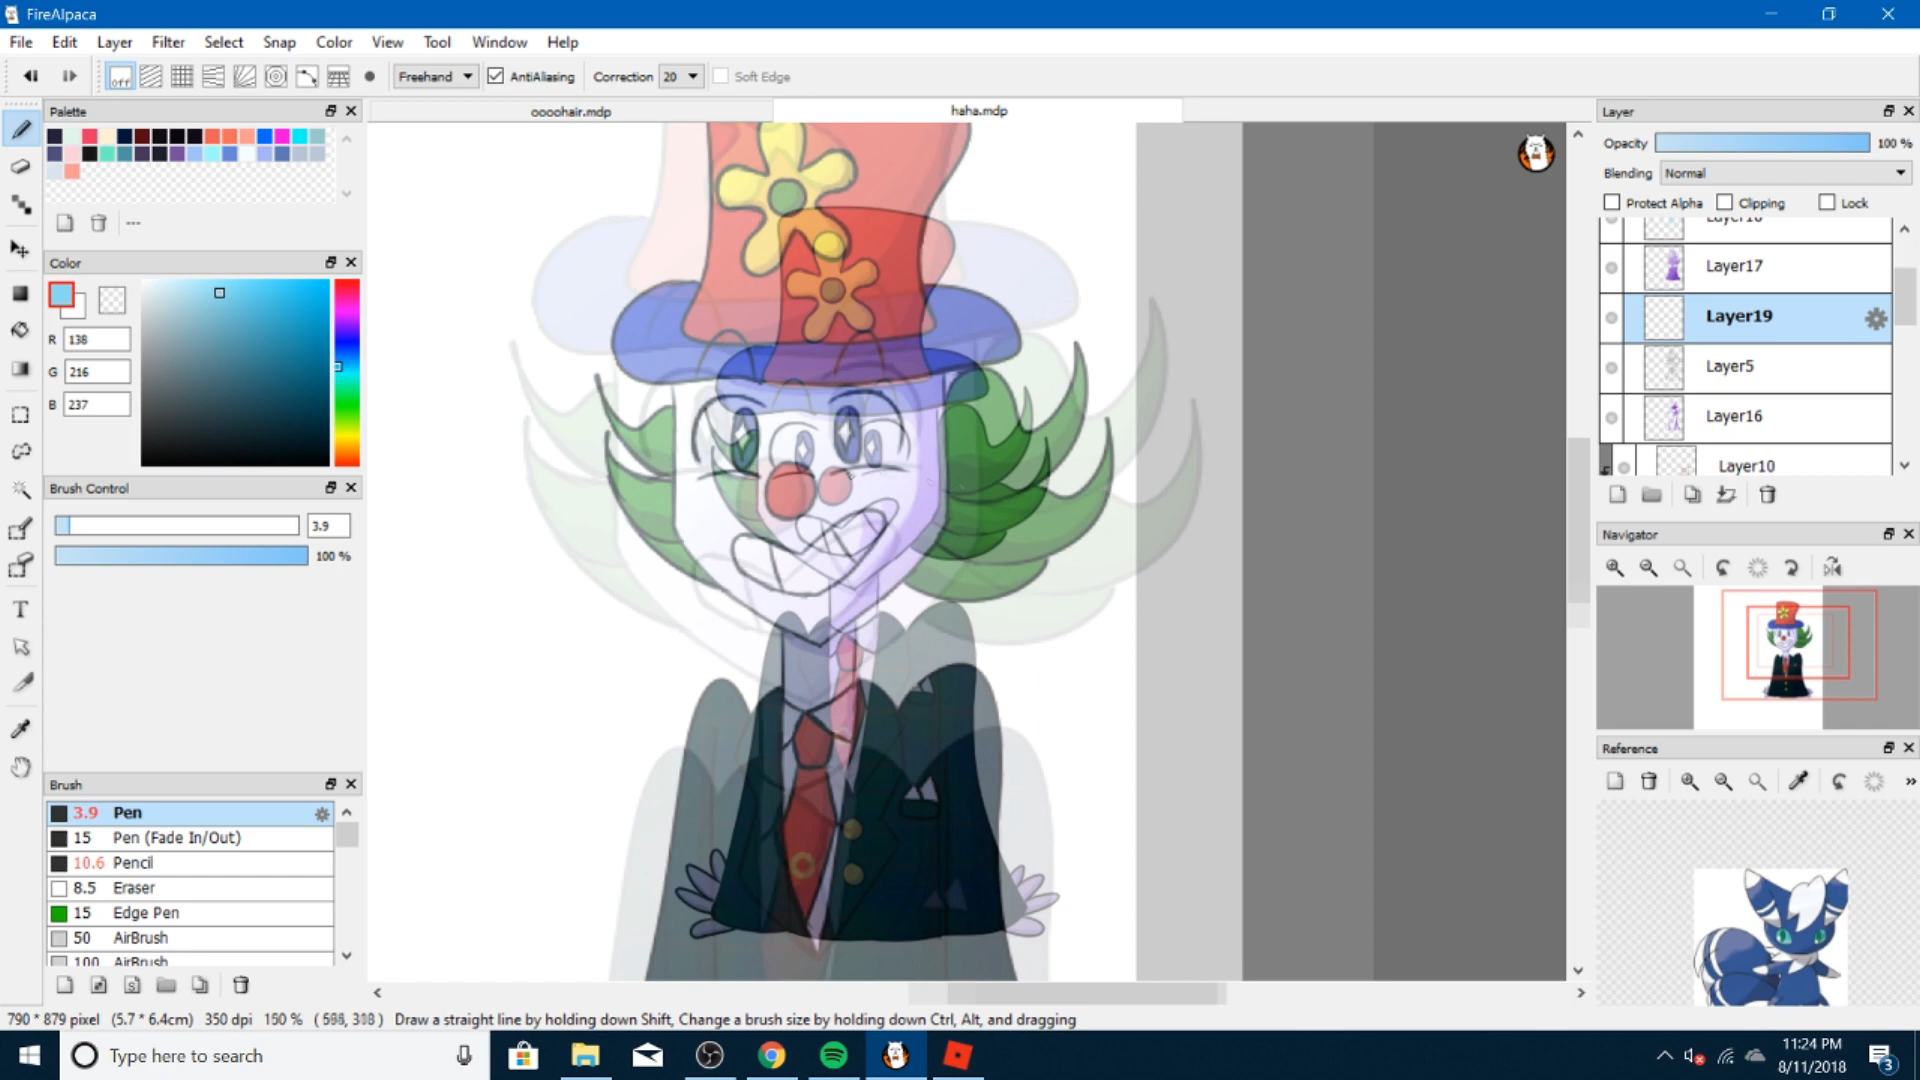 FireAlpaca
File Edit Layer Filter Select Snap Color View Tool Window Help
off Freehand AntiAliasing Correction 20 Soft Edge
Palette
oooohair.mdp
haha.mdp
Layer
Opacity 100 %
Blending Normal
Protect Alpha Clipping Lock
---
Layer17
Color
Layer19
R 138
Layer5
G 216
B 237
Layer16
Layer10
Brush Control
3.9
100 %
Navigator
T
Reference
»
Brush
3.9 Pen
15 Pen (Fade In/Out)
10.6 Pencil
8.5 Eraser
15 Edge Pen
50 AirBrush
100 AirBrush
790 * 879 pixel (5.7 * 6.4cm) 350 dpi Draw a straight line by holding down Shift, Change a brush size by holding down Ctrl, Alt, and dragging
Type here to search
11:24 PM
8/11/2018
3